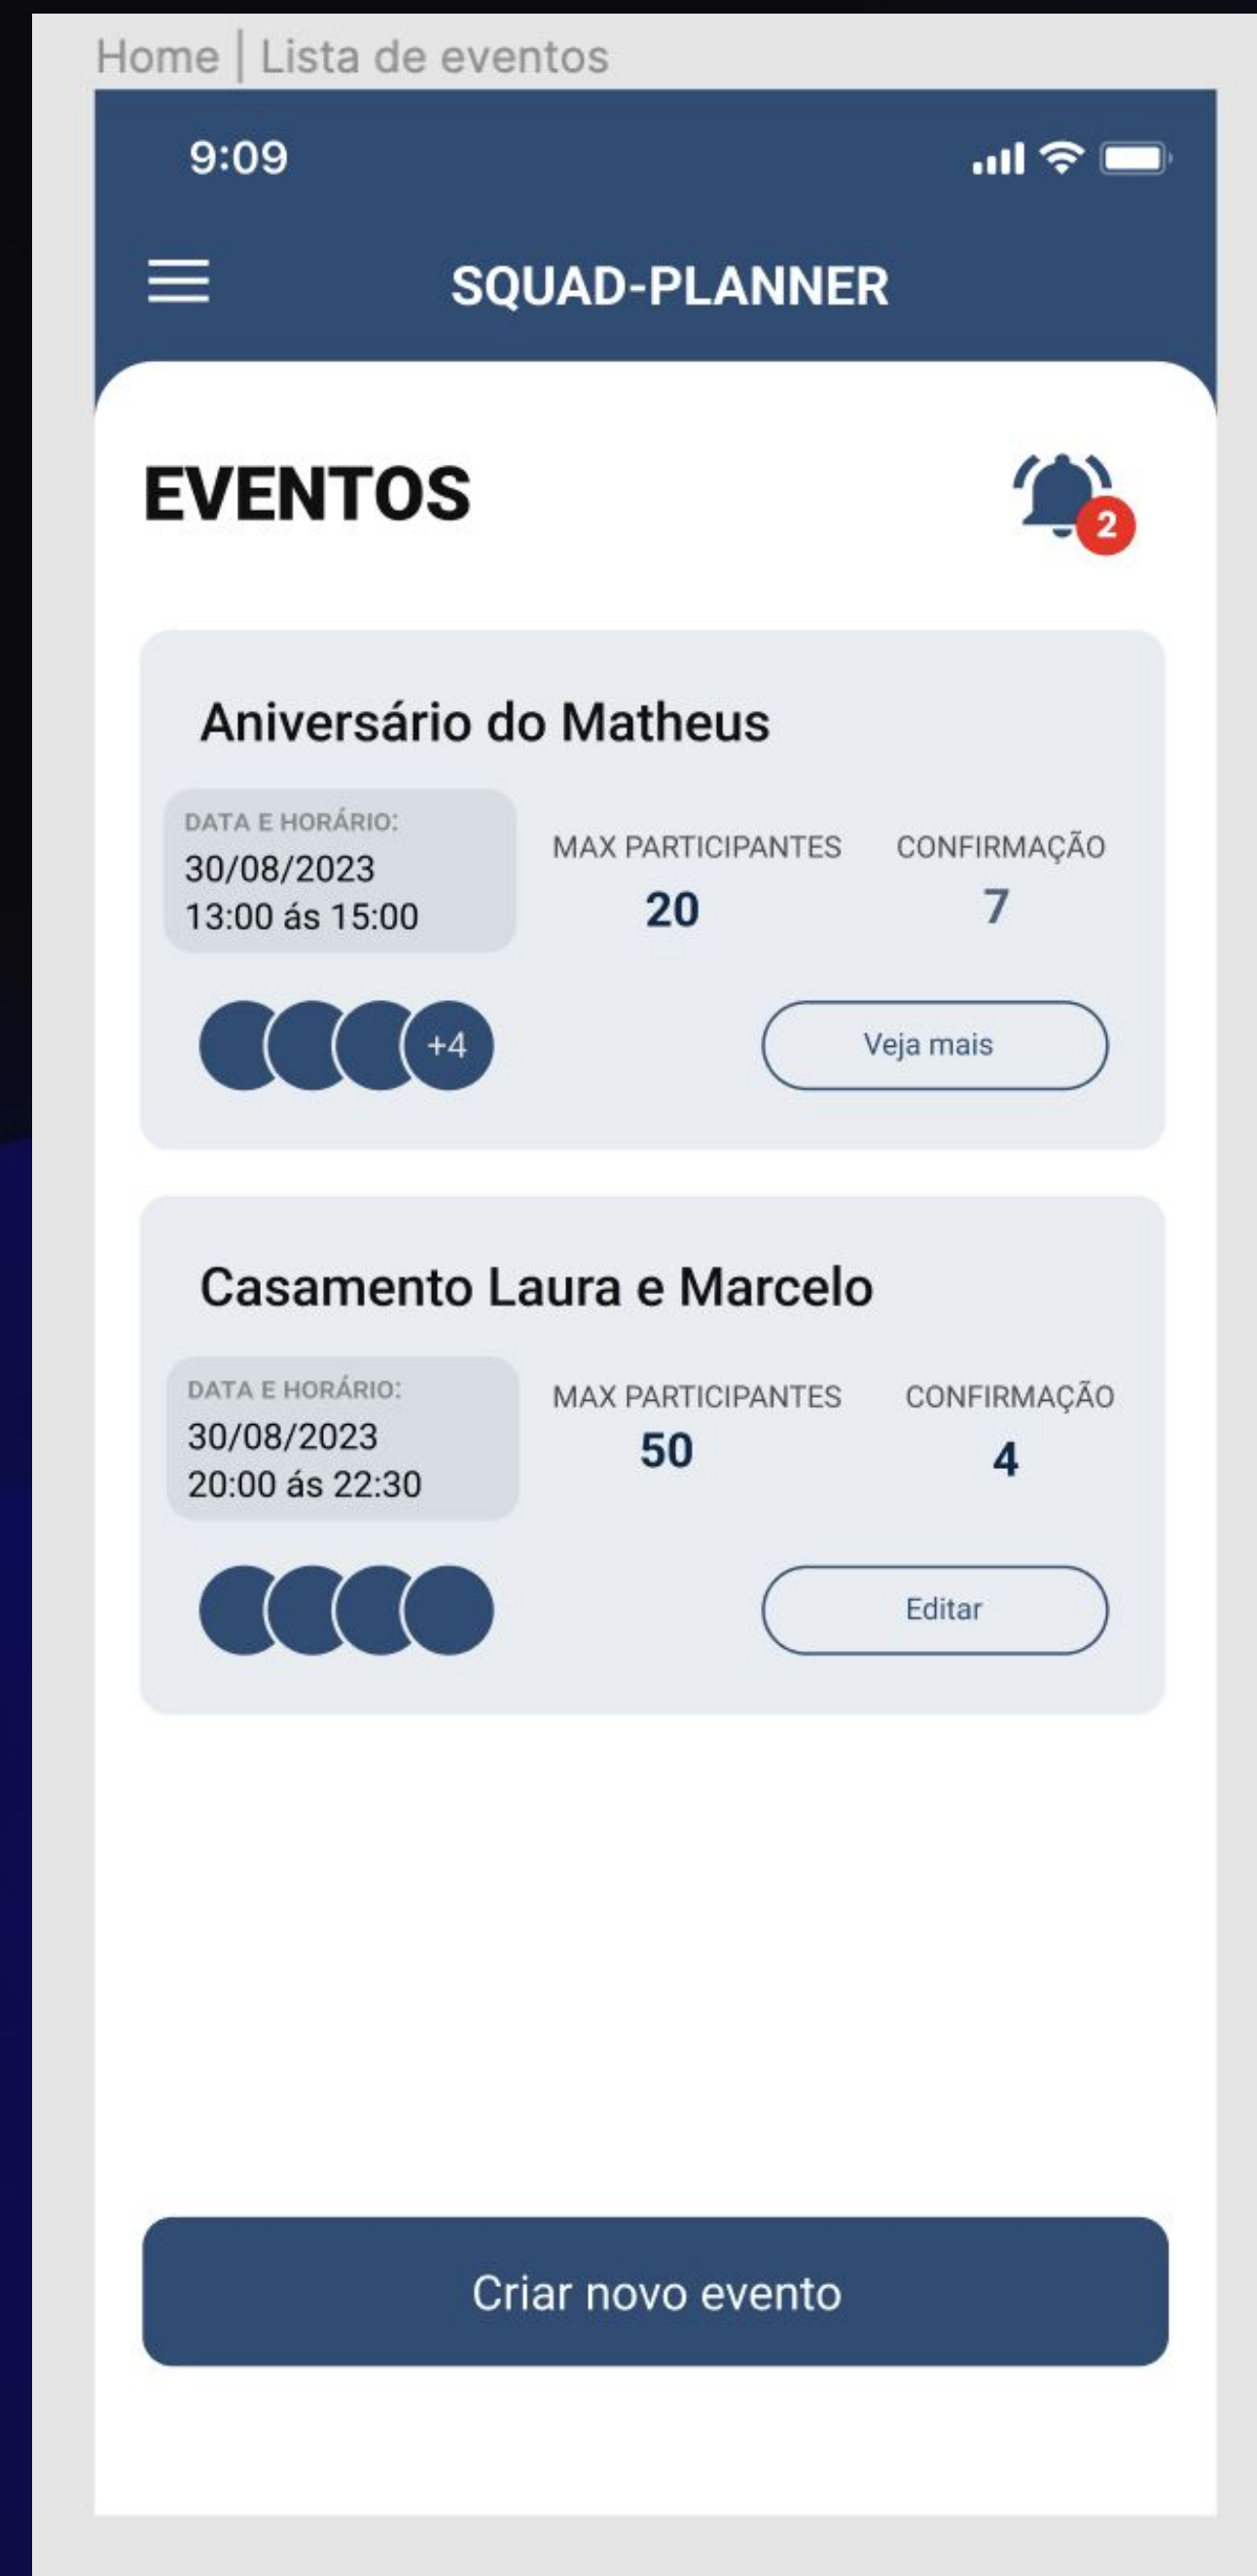 Home | Lista de eventos
9:09
SQUAD-PLANNER
EVENTOS
2
Aniversário do Matheus
DATA E HORÁRIO:
30/08/2023
13:00 ás 15:00
MAX PARTICIPANTES
20
CONFIRMAÇÃO
7
+4
Veja mais
Casamento Laura e Marcelo
DATA E HORÁRIO:
30/08/2023
20:00 ás 22:30
MAX PARTICIPANTES
50
CONFIRMAÇÃO
4
Editar
Criar novo evento